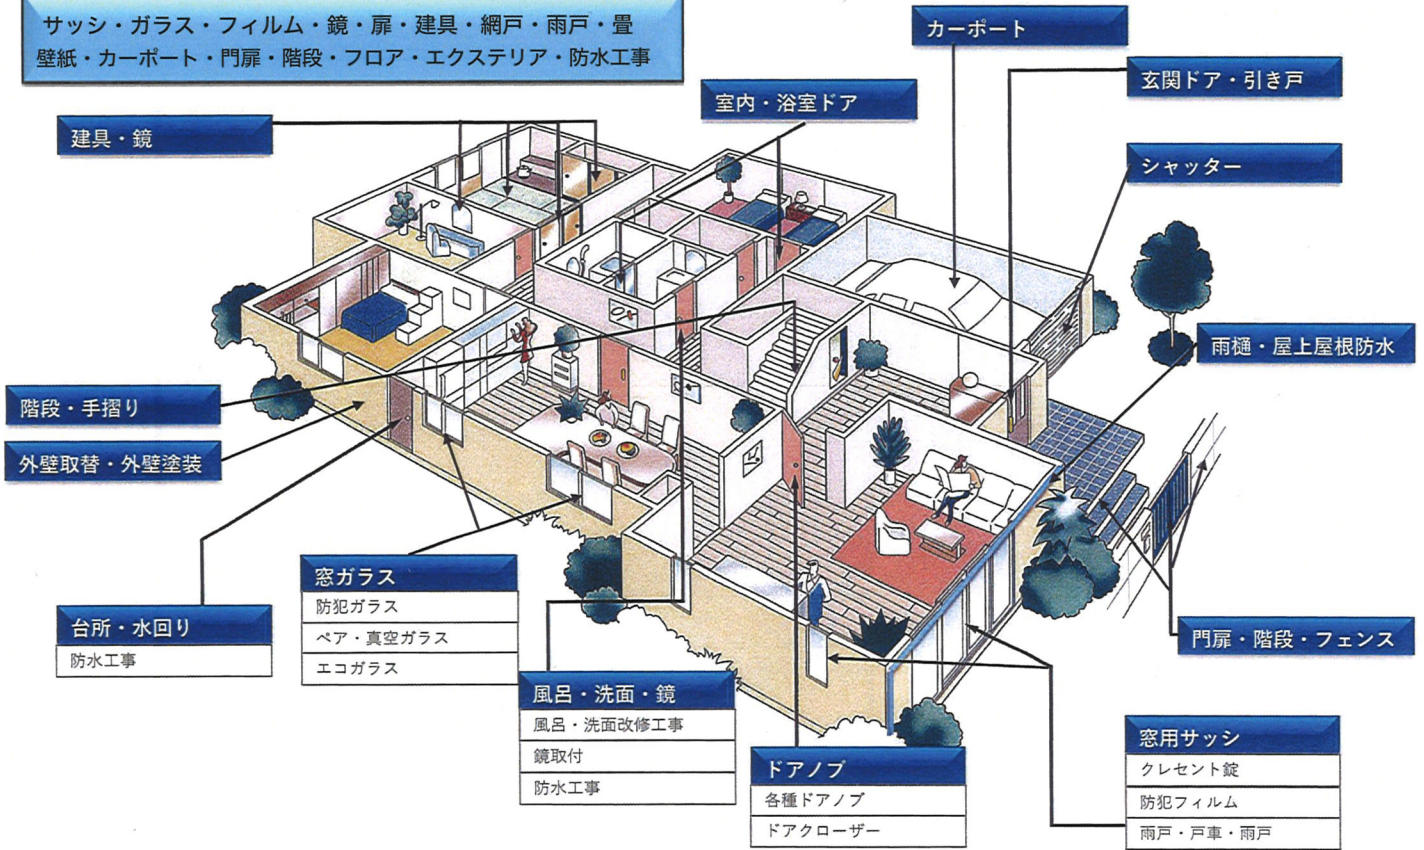 サッシ・ガラス・フィルム・鏡・扉・建具・網戸・雨戸・畳
壁紙・カーポート・門扉・階段・フロア・エクステリア・防水工事
カーポート
玄関ドア・引き戸
室内・浴室ドア
建具・鏡
シャッター
雨樋・屋上屋根防水
階段・手摺り
外壁取替・外壁塗装
窓ガラス
防犯ガラス
ペア・真空ガラス
エコガラス
台所・水回り
防水工事
門扉・階段・フェンス
風呂・洗面・鏡
風呂・洗面改修工事
鏡取付
防水工事
ドアノブ
各種ドアノブ
ドアクローザー
窓用サッシ
クレセント錠
防犯フィルム
雨戸・戸車・雨戸